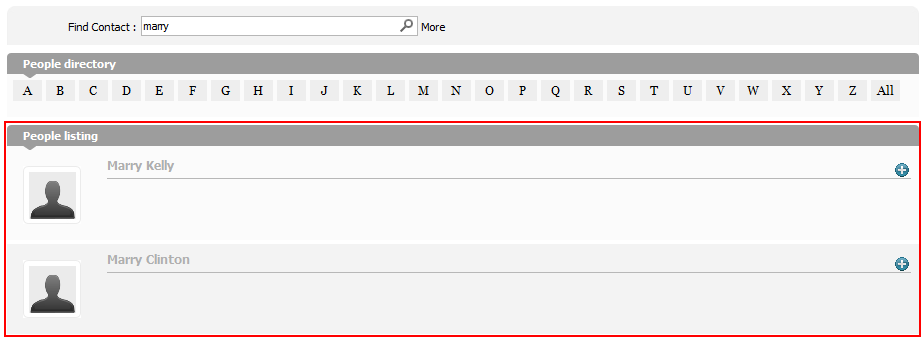 Find Contact : marry More
People directory
A B C D E F G H I J K L M N O P Q R S T U V W X Y Z All
People listing
Marry Kelly
Marry Clinton